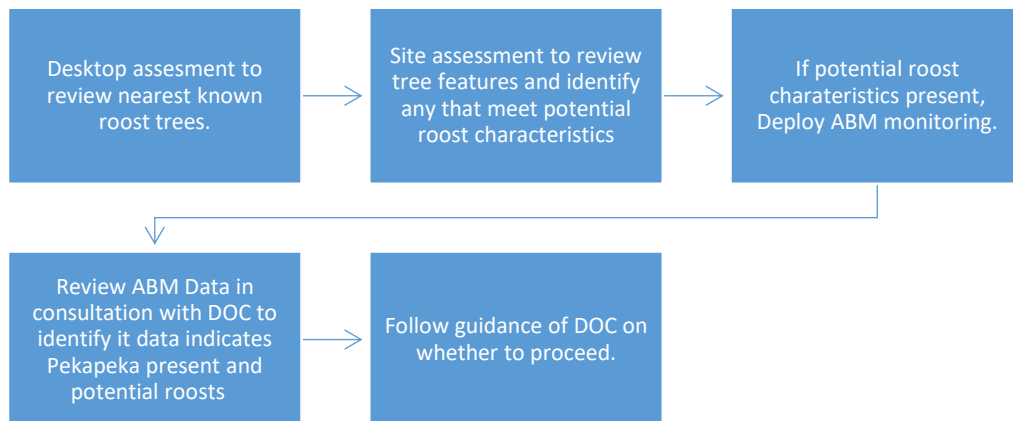 Desktop assesment to
review nearest known
roost trees.
Site assessment to review
tree features and identify
any that meet potential
roost characteristics
If potential roost
charateristics present,
Deploy ABM monitoring.
Review ABM Data in
consultation with DOC to
identify it data indicates
Pekapeka present and
potential roosts
Follow guidance of DOC on
whether to proceed.